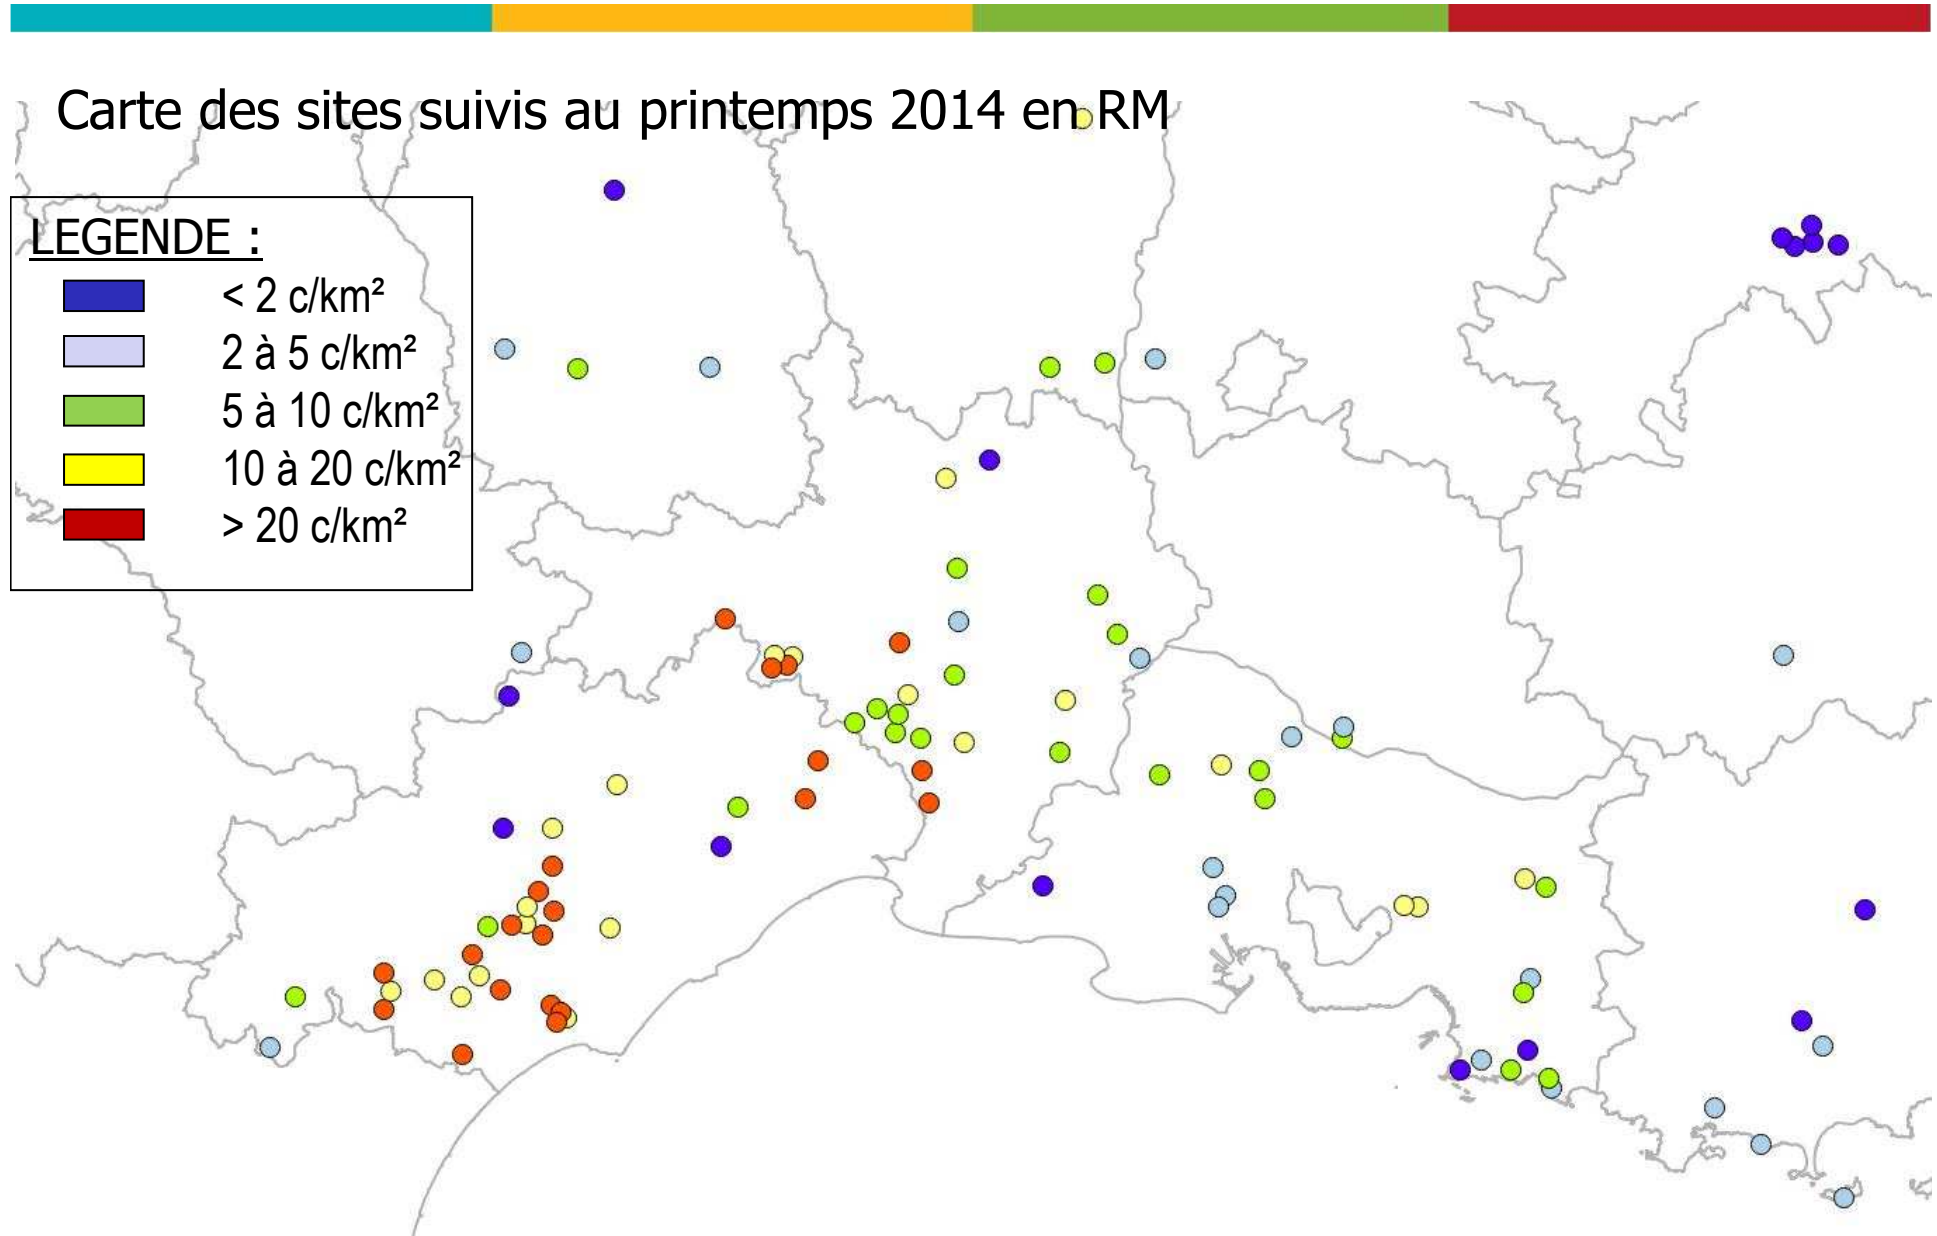 Carte des sites suivis au printemps 2014 en RM
LEGENDE :
< 2 c/km²
2 à 5 c/km²
5 à 10 c/km²
10 à 20 c/km²
> 20 c/km²